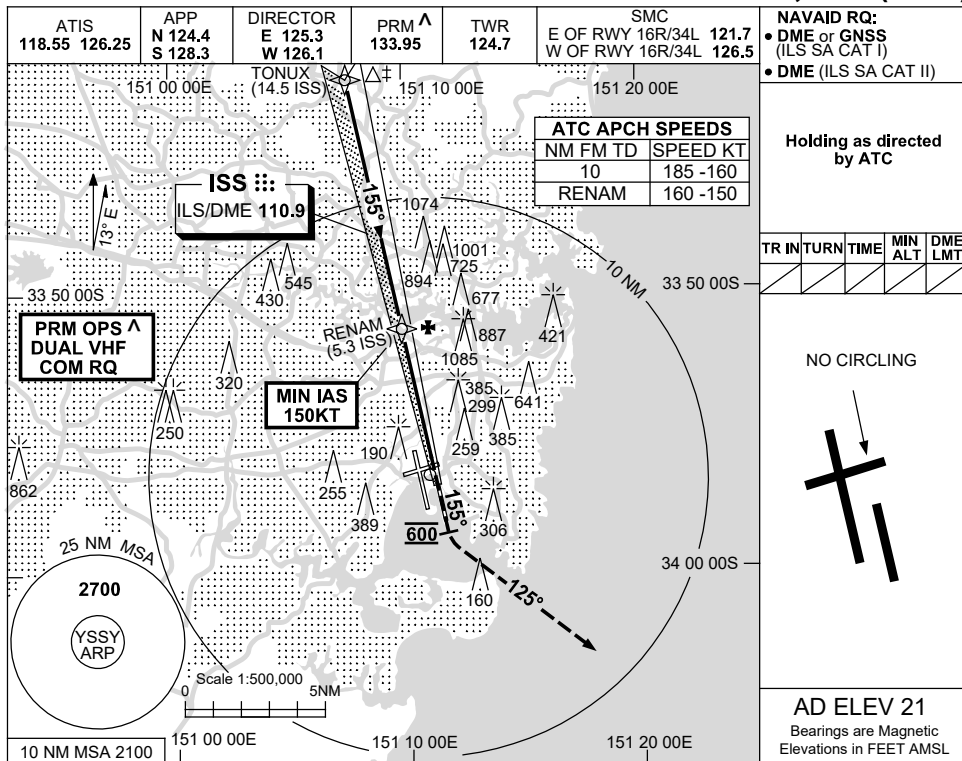 ATIS
118.55 126.25
APP
N 124.4
S 128.3
DIRECTOR
E 125.3
W 126.1
PRM ^
133.95
TWR
124.7
SMC
E OF RWY 16R/34L 121.7
W OF RWY 16R/34L 126.5
NAVAID RQ:
• DME or GNSS
(ILS SA CAT I)
• DME (ILS SA CAT II)
TONUX
(14.5 ISS)
151 00 00E
151 10 00E
151 20 00E
ATC APCH SPEEDS
NM FM TD SPEED KT
10 185 -160
RENAM 160 -150
Holding as directed
by ATC
ISS
ILS/DME 110.9
155°
13° E
1074
1001
725
894
677
545
430
10 NM
TR IN TURN TIME MIN ALT DME LMT
33 50 00S
33 50 00S
PRM OPS ^
DUAL VHF
COM RQ
RENAM
(5.3 ISS)
887
421
1085
320
MIN IAS
150KT
385
299
641
250
259
385
190
862
255
389
306
155°
600
NO CIRCLING
34 00 00S
160
125°
25 NM MSA
2700
YSSY
ARP
Scale 1:500,000
0 5NM
10 NM MSA 2100
151 00 00E
151 10 00E
151 20 00E
AD ELEV 21
Bearings are Magnetic
Elevations in FEET AMSL